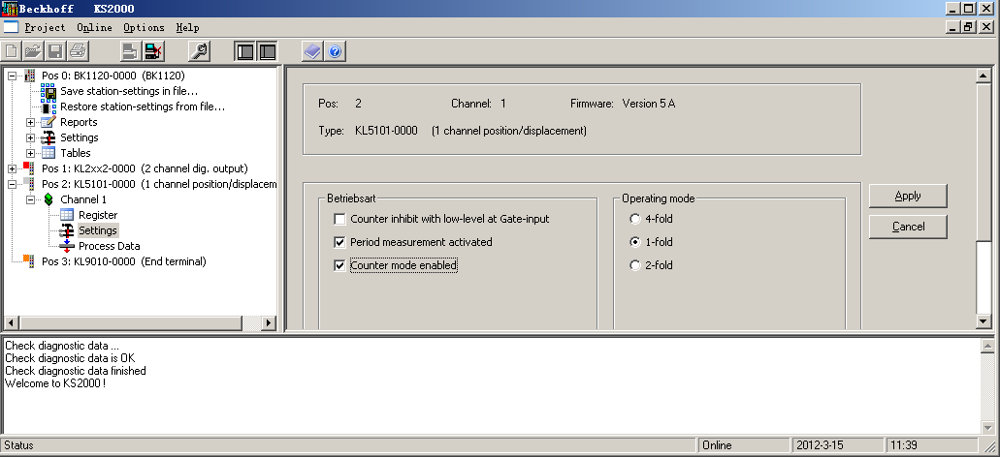 Beckhoff KS2000
Project Online Options Help
Pos 0: BK1120-0000 (BK1120)
Save station-settings in file...
Restore station-settings from file...
Reports
Settings
Tables
Pos 1: KL2xx2-0000 (2 channel dig. output)
Pos 2: KL5101-0000 (1 channel position/displacem
Channel 1
Register
Settings
Process Data
Pos 3: KL9010-0000 (End terminal)
Pos: 2 Channel: 1 Firmware: Version 5 A
Type: KL5101-0000 (1 channel position/displacement)
Betriebsart
Counter inhibit with low-level at Gate-input
Period measurement activated
Counter mode enabled
Operating mode
4-fold
1-fold
2-fold
Apply
Cancel
Check diagnostic data ...
Check diagnostic data is OK
Check diagnostic data finished
Welcome to KS2000 !
Status Online 2012-3-15 11:39